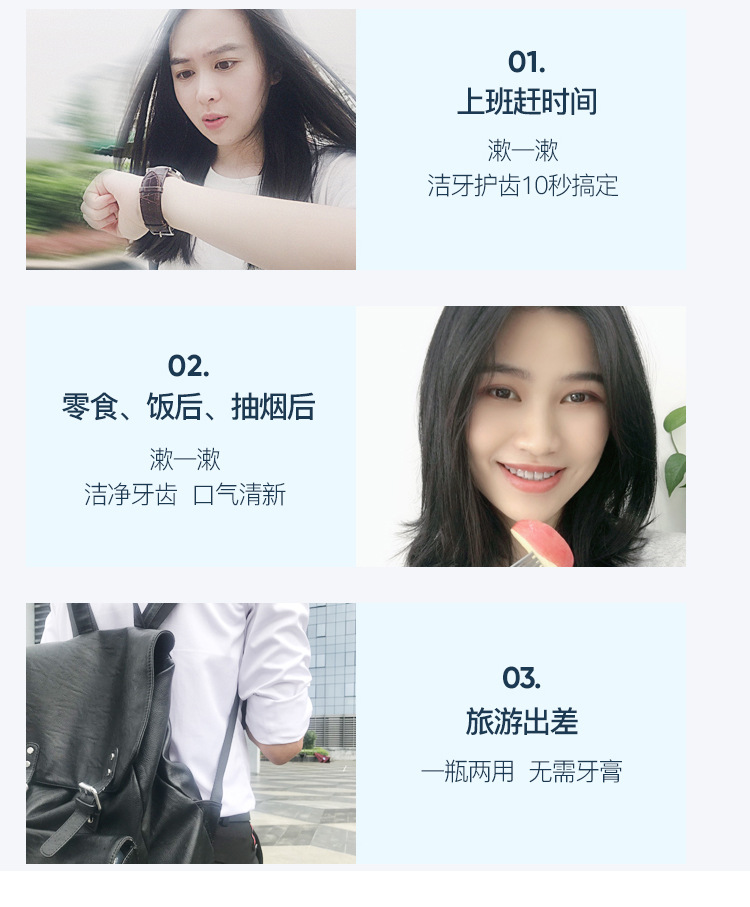 01.
上班赶时间
漱一漱
洁牙护齿10秒搞定
02.
零食、饭后、抽烟后
漱一漱
洁净牙齿 口气清新
03.
旅游出差
一瓶两用 无需牙膏